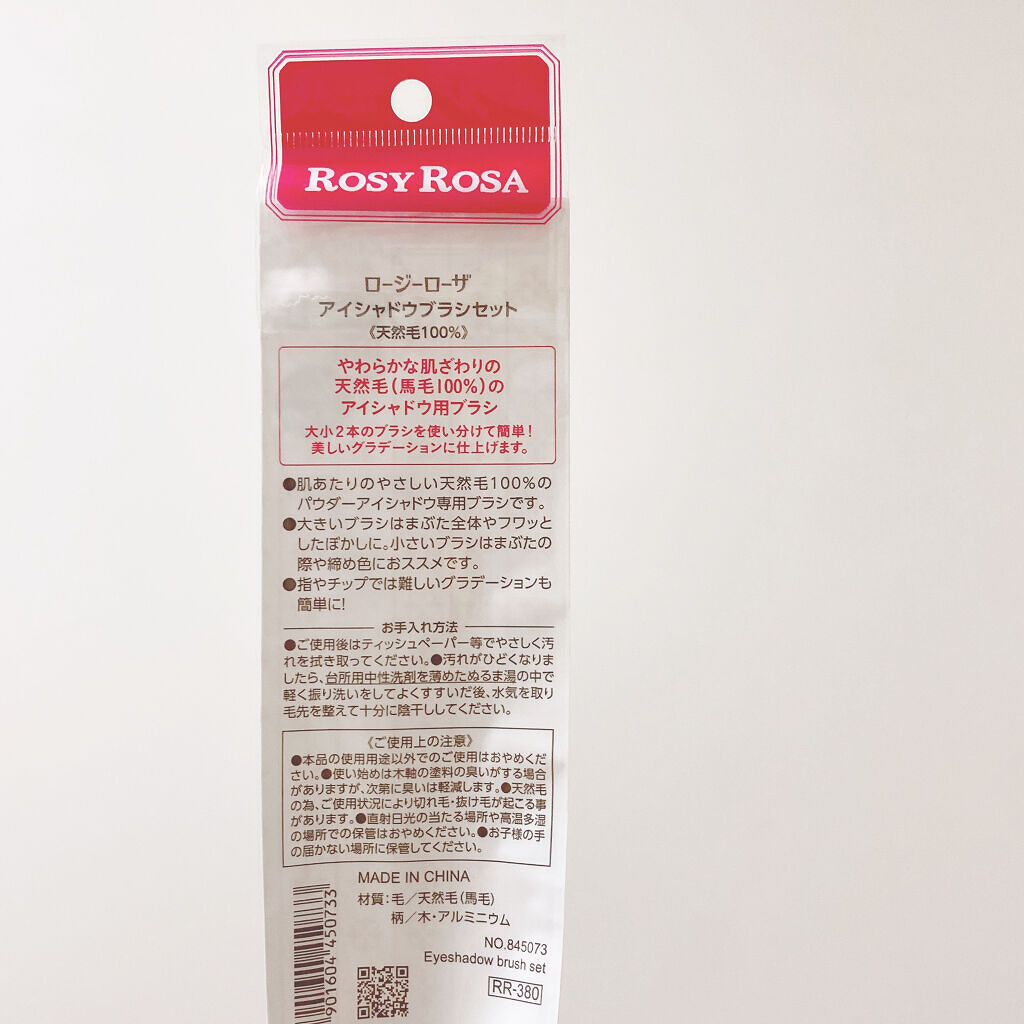 ROSY ROSA
ロージーローザ
アイシャドウブラシセット
《天然毛100%》
やわらかな肌ざわりの
天然毛(馬毛100%)の
アイシャドウ用ブラシ
大小2本のブラシを使い分けて簡単!
美しいグラデーションに仕上げます。
●肌あたりのやさしい天然毛100%の
パウダーアイシャドウ専用ブラシです。
●大きいブラシはまぶた全体やフワッと
したぼかしに。小さいブラシはまぶたの
際や締め色におススメです。
●指やチップでは難しいグラデーションも
簡単に!
お手入れ方法
●ご使用後はティッシュペーパー等でやさしく汚
れを拭き取ってください。●汚れがひどくなりま
したら、台所用中性洗剤を薄めたぬるま湯の中で
軽く振り洗いをしてよくすすいだ後、水気を取り
毛先を整えて十分に陰干ししてください。
《ご使用上の注意》
●本品の使用用途以外でのご使用はおやめくだ
さい。●使い始めは木軸の塗料の臭いがする場合
がありますが、次第に臭いは軽減します。●天然毛
の為、ご使用状況により切れ毛・抜け毛が起こる事
があります。●直射日光の当たる場所や高温多湿
の場所での保管はおやめください。●お子様の手
の届かない場所に保管してください。
MADE IN CHINA
材質:毛/天然毛(馬毛)
柄/木・アルミニウム
NO.845073
Eyeshadow brush set
RR-380
901604 450733